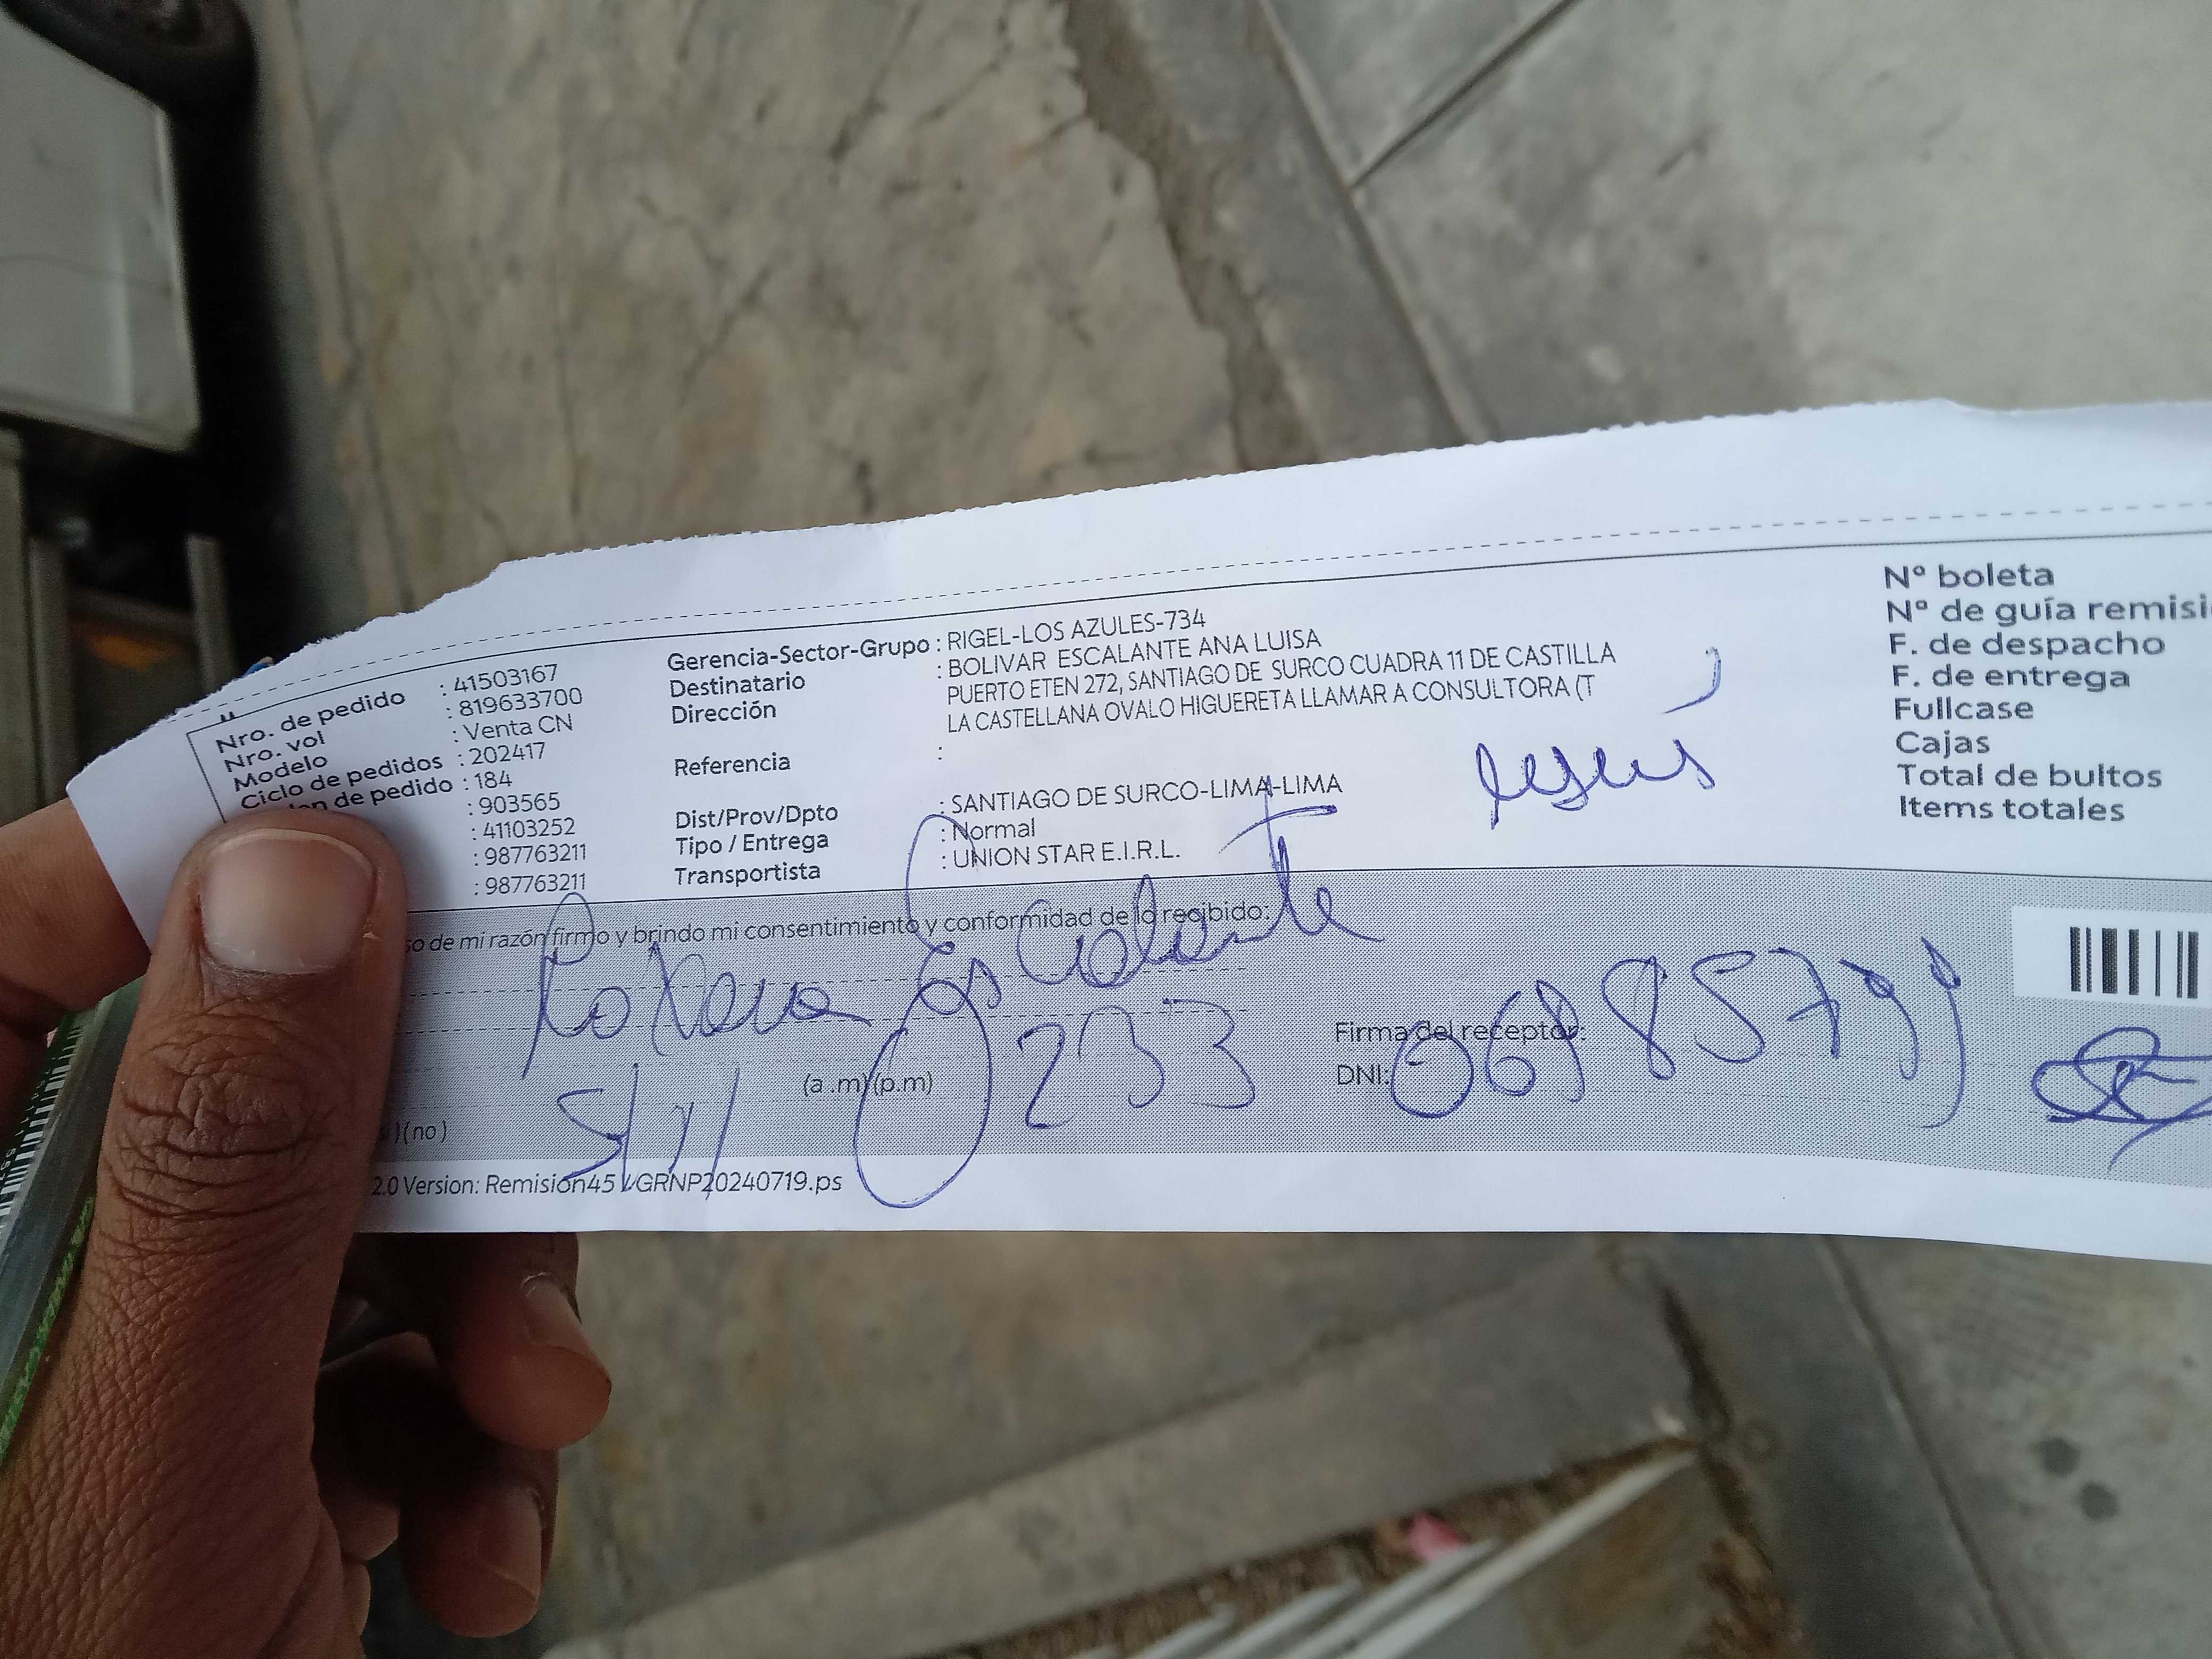 Nro. de pedido : 41503167
Nro. vol : 819633700
Modelo : Venta CN
Ciclo de pedidos : 202417
n de pedido : 184
: 903565
: 41103252
: 987763211
: 987763211
Gerencia-Sector-Grupo : RIGEL-LOS AZULES-734
Destinatario : BOLIVAR ESCALANTE ANA LUISA
Dirección PUERTO ETEN 272, SANTIAGO DE SURCO CUADRA 11 DE CASTILLA
LA CASTELLANA OVALO HIGUERETA LLAMAR A CONSULTORA (T
Referencia :
Dist/Prov/Dpto : SANTIAGO DE SURCO-LIMA-LIMA
Tipo / Entrega : Normal
Transportista : UNION STAR E.I.R.L.
Nº boleta
Nº de guía remisi
F. de despacho
F. de entrega
Fullcase
Cajas
Total de bultos
Items totales
Jesús
so de mi razón firmo y brindo mi consentimiento y conformidad de lo recibido:
Escalante
(a .m) (p.m) 233
Firma del receptor:
DNI:
) ( no )
2.0 Version: Remision45 GRNP20240719.ps